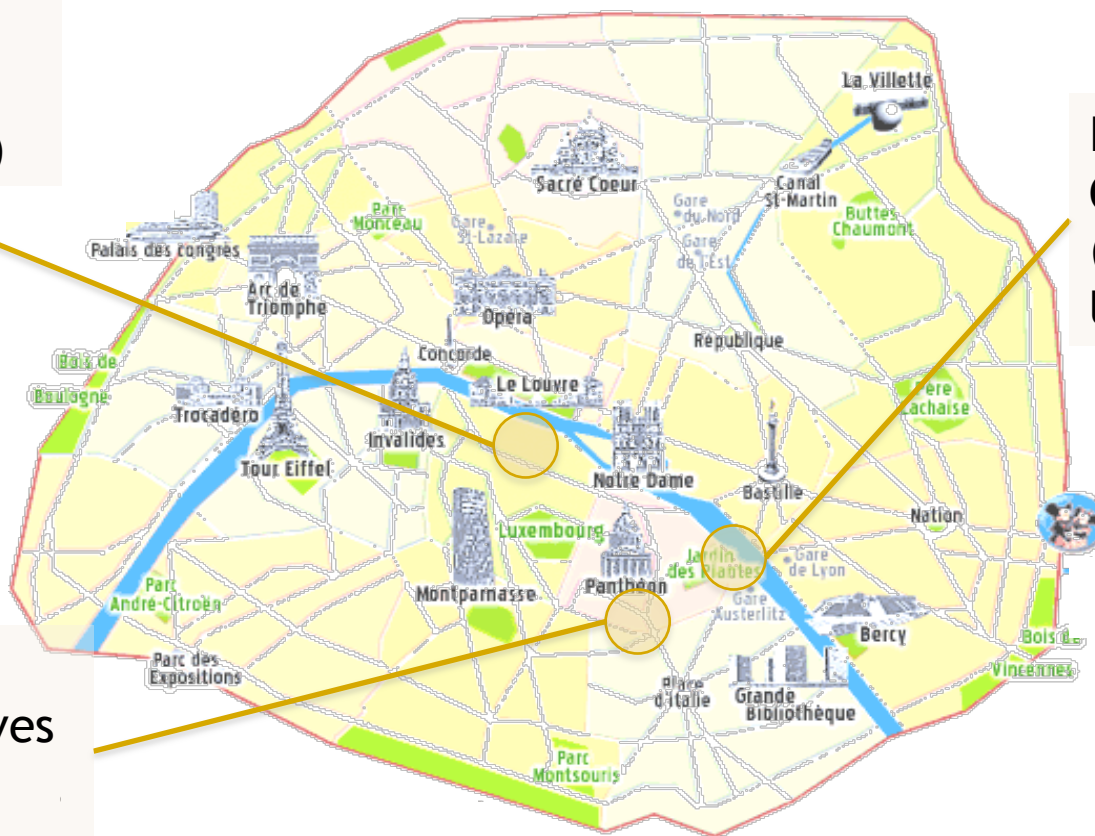 La Villette
Sacré Coeur
Canal
St-Martin
Gare
du Nord
Gare
de l'Est
Buttes
Chaumont
Parc
Monceau
Gare
St-Lazare
Palais des congrès
Arc de
Triomphe
Opéra
Concorde
République
Bois de
Boulogne
Trocadéro
Le Louvre
Père
Lachaise
Invalides
Tour Eiffel
Notre Dame
Bastille
Nation
Luxembourg
Panthéon
Jardin
des Plantes
Gare
de Lyon
Gare
Austerlitz
Montparnasse
Parc
André-Citroën
Bercy
Parc des
Expositions
Place
d'Italie
Grande
Bibliothèque
Vincennes
Parc
Montsouris